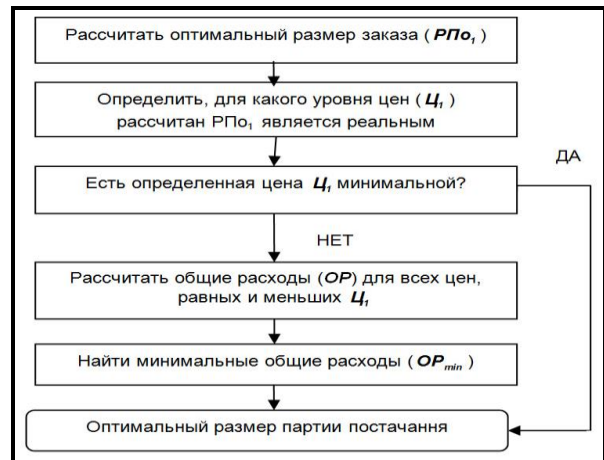 Рассчитать оптимальный размер заказа ( РПо₁ )
Определить, для какого уровня цен ( Ц₁ )
рассчитан РПо₁ является реальным
ДА
Есть определенная цена Ц₁ минимальной?
НЕТ
Рассчитать общие расходы (ОР) для всех цен,
равных и меньших Ц₁
Найти минимальные общие расходы ( ОРmin )
Оптимальный размер партии постачання